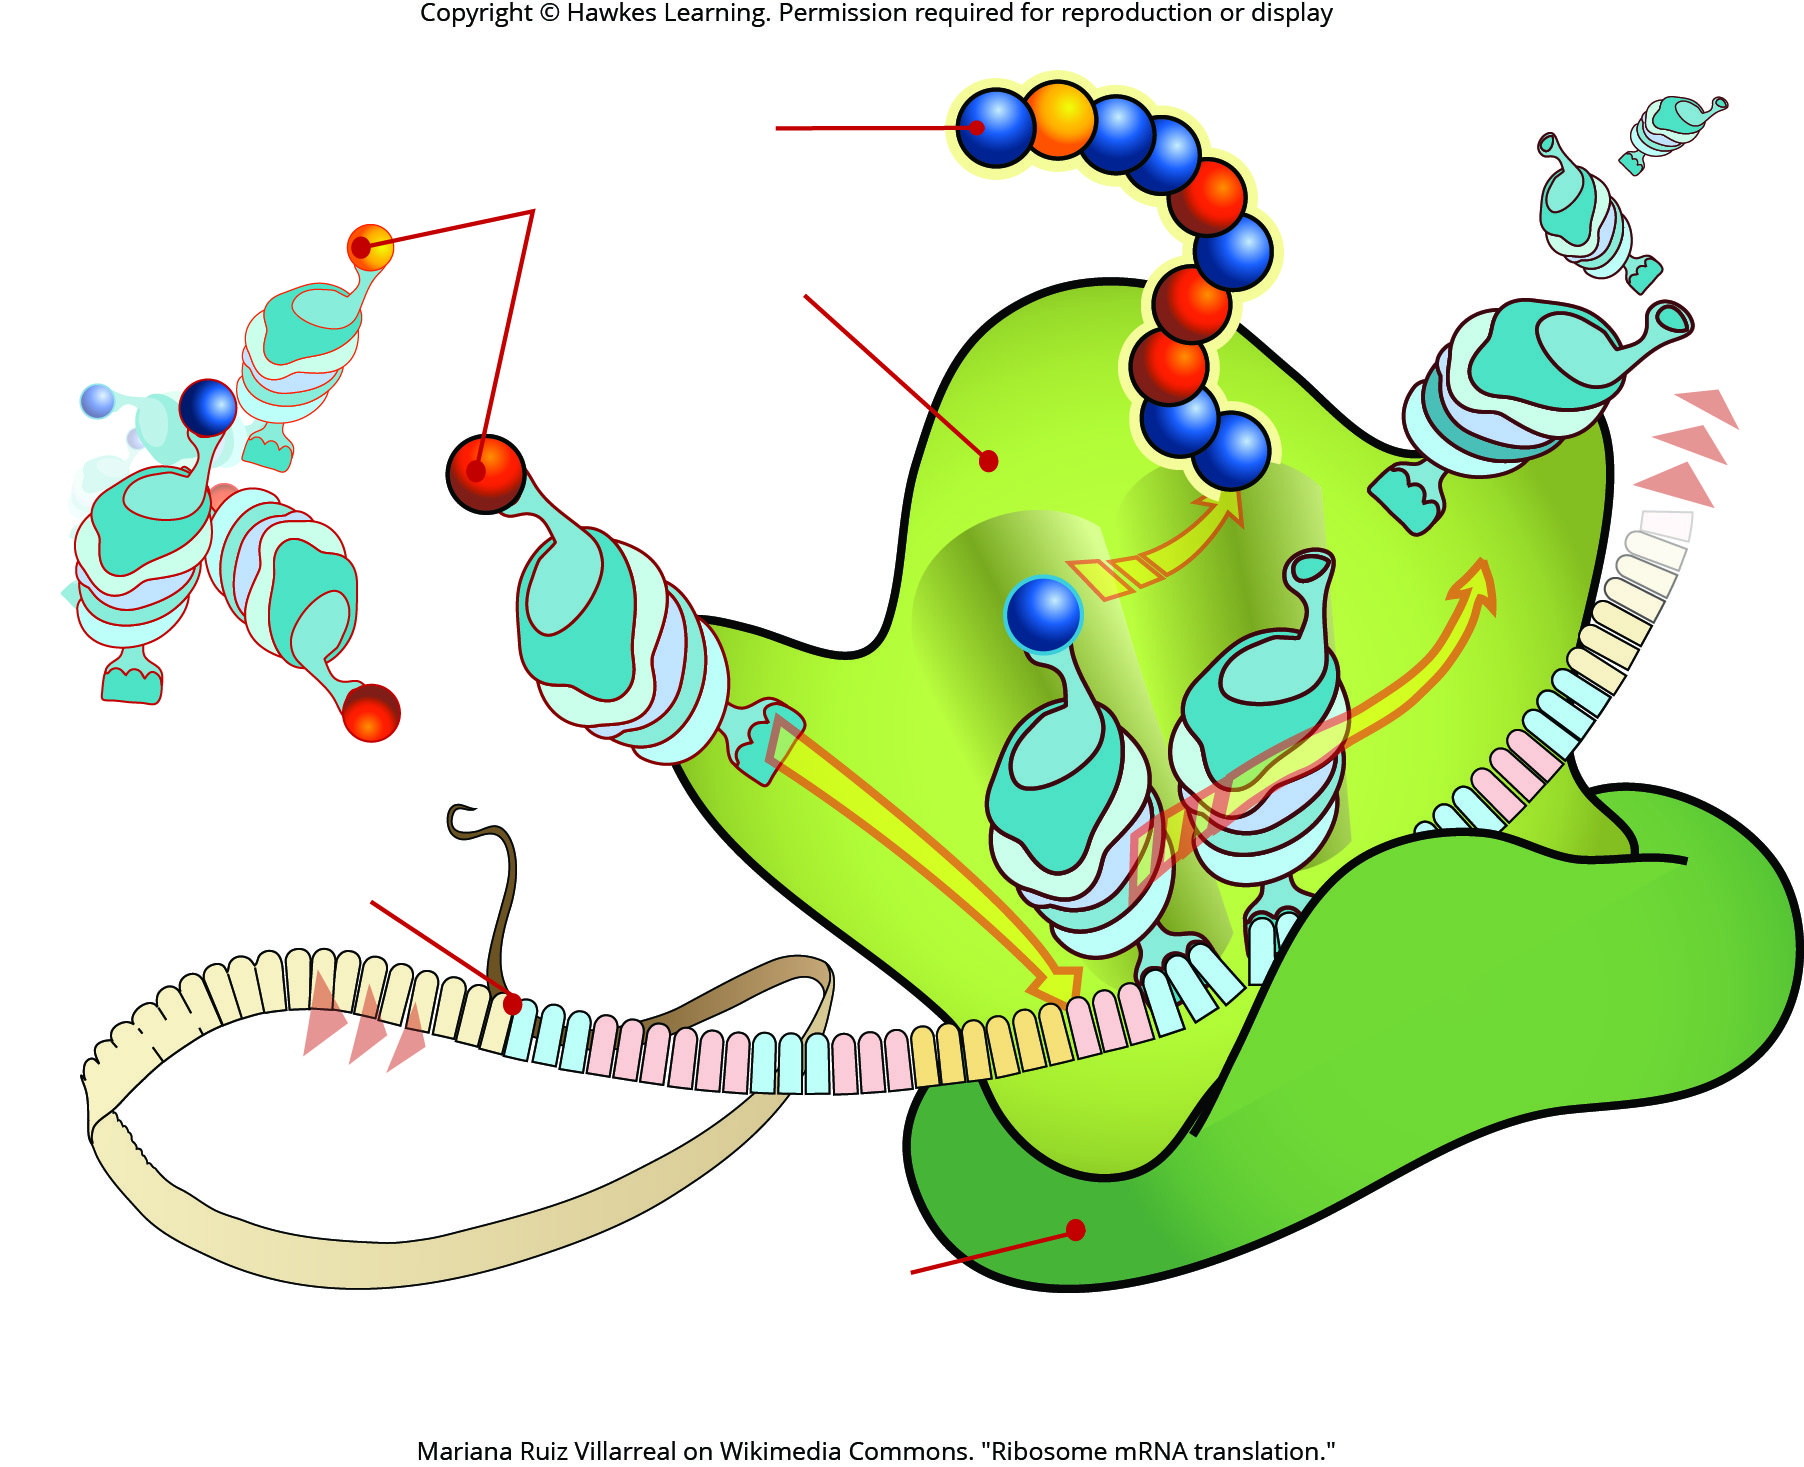 Copyright © Hawkes Learning. Permission required for reproduction or display
Mariana Ruiz Villarreal on Wikimedia Commons. "Ribosome mRNA translation."